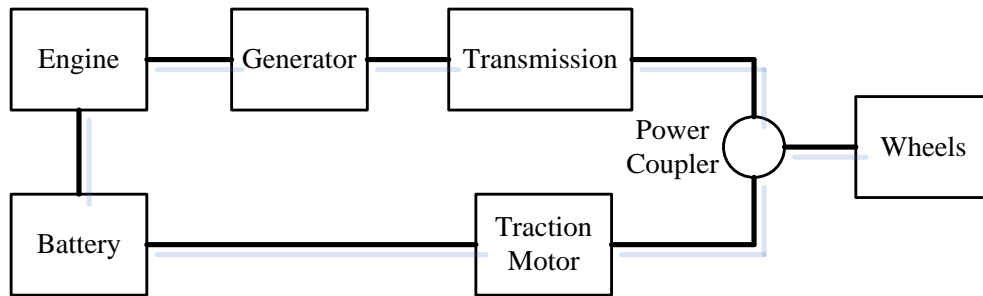 Engine
Generator
Transmission
Power
Coupler
Wheels
Battery
Traction
Motor